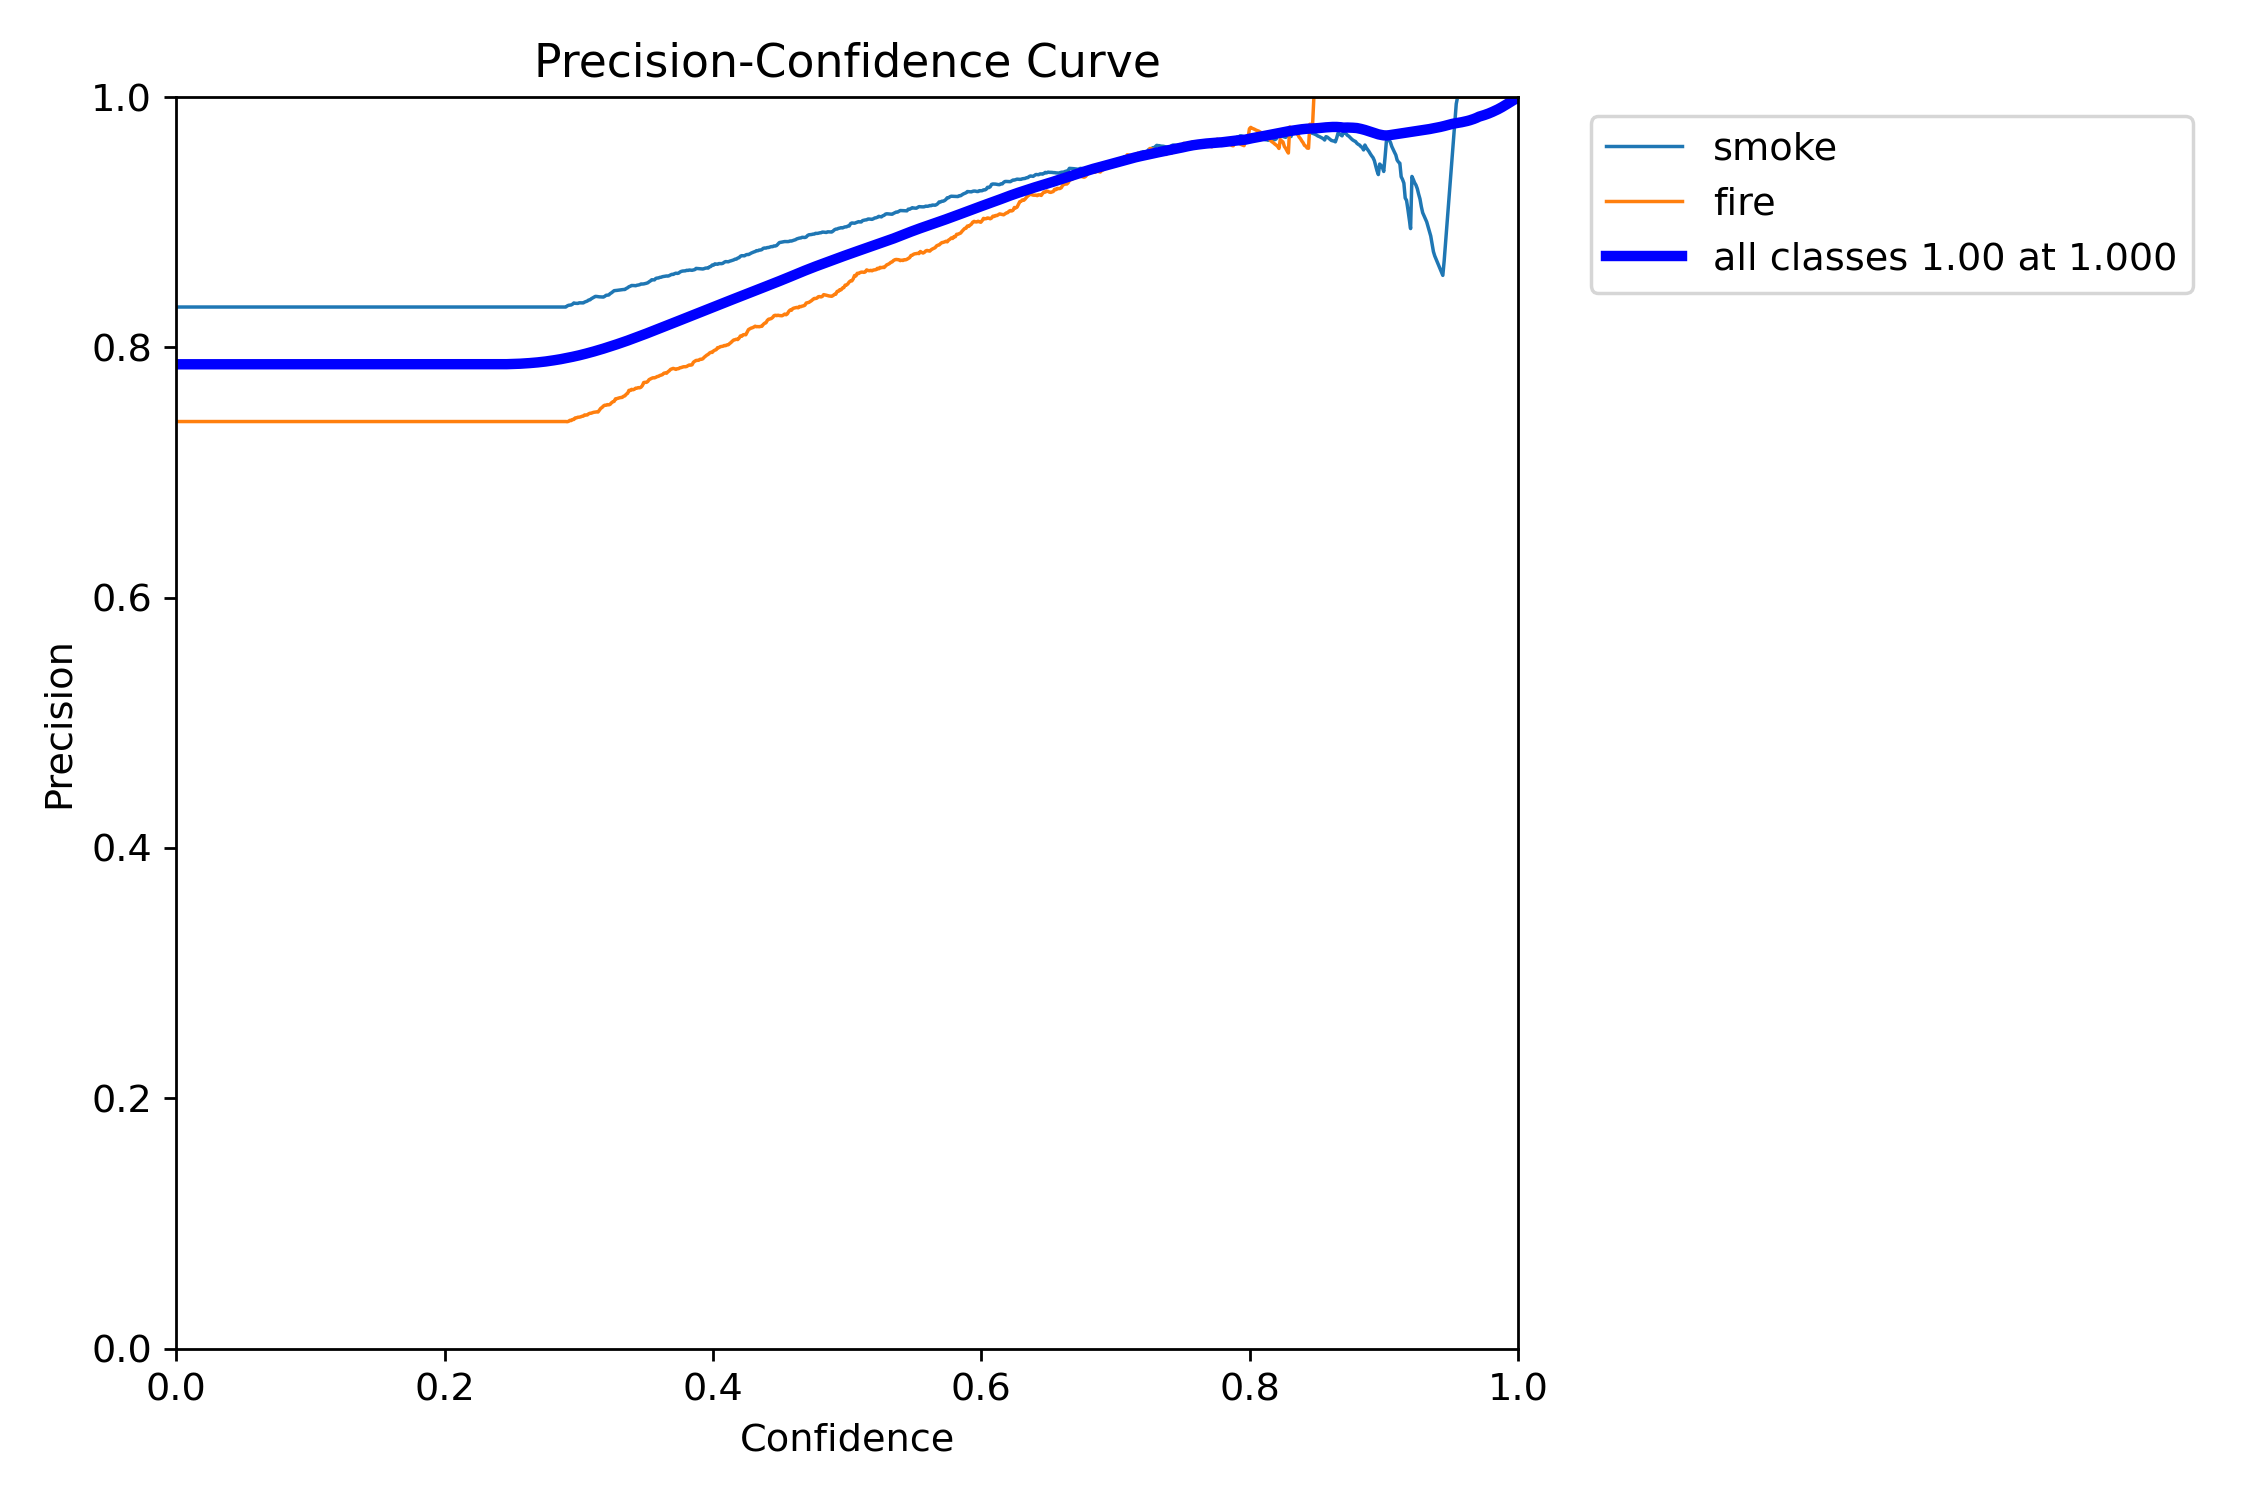 Precision-Confidence Curve
1.0
0.8
0.6
0.4
0.2
0.0
Precision
0.0 0.2 0.4 0.6 0.8 1.0
Confidence
smoke
fire
all classes 1.00 at 1.000